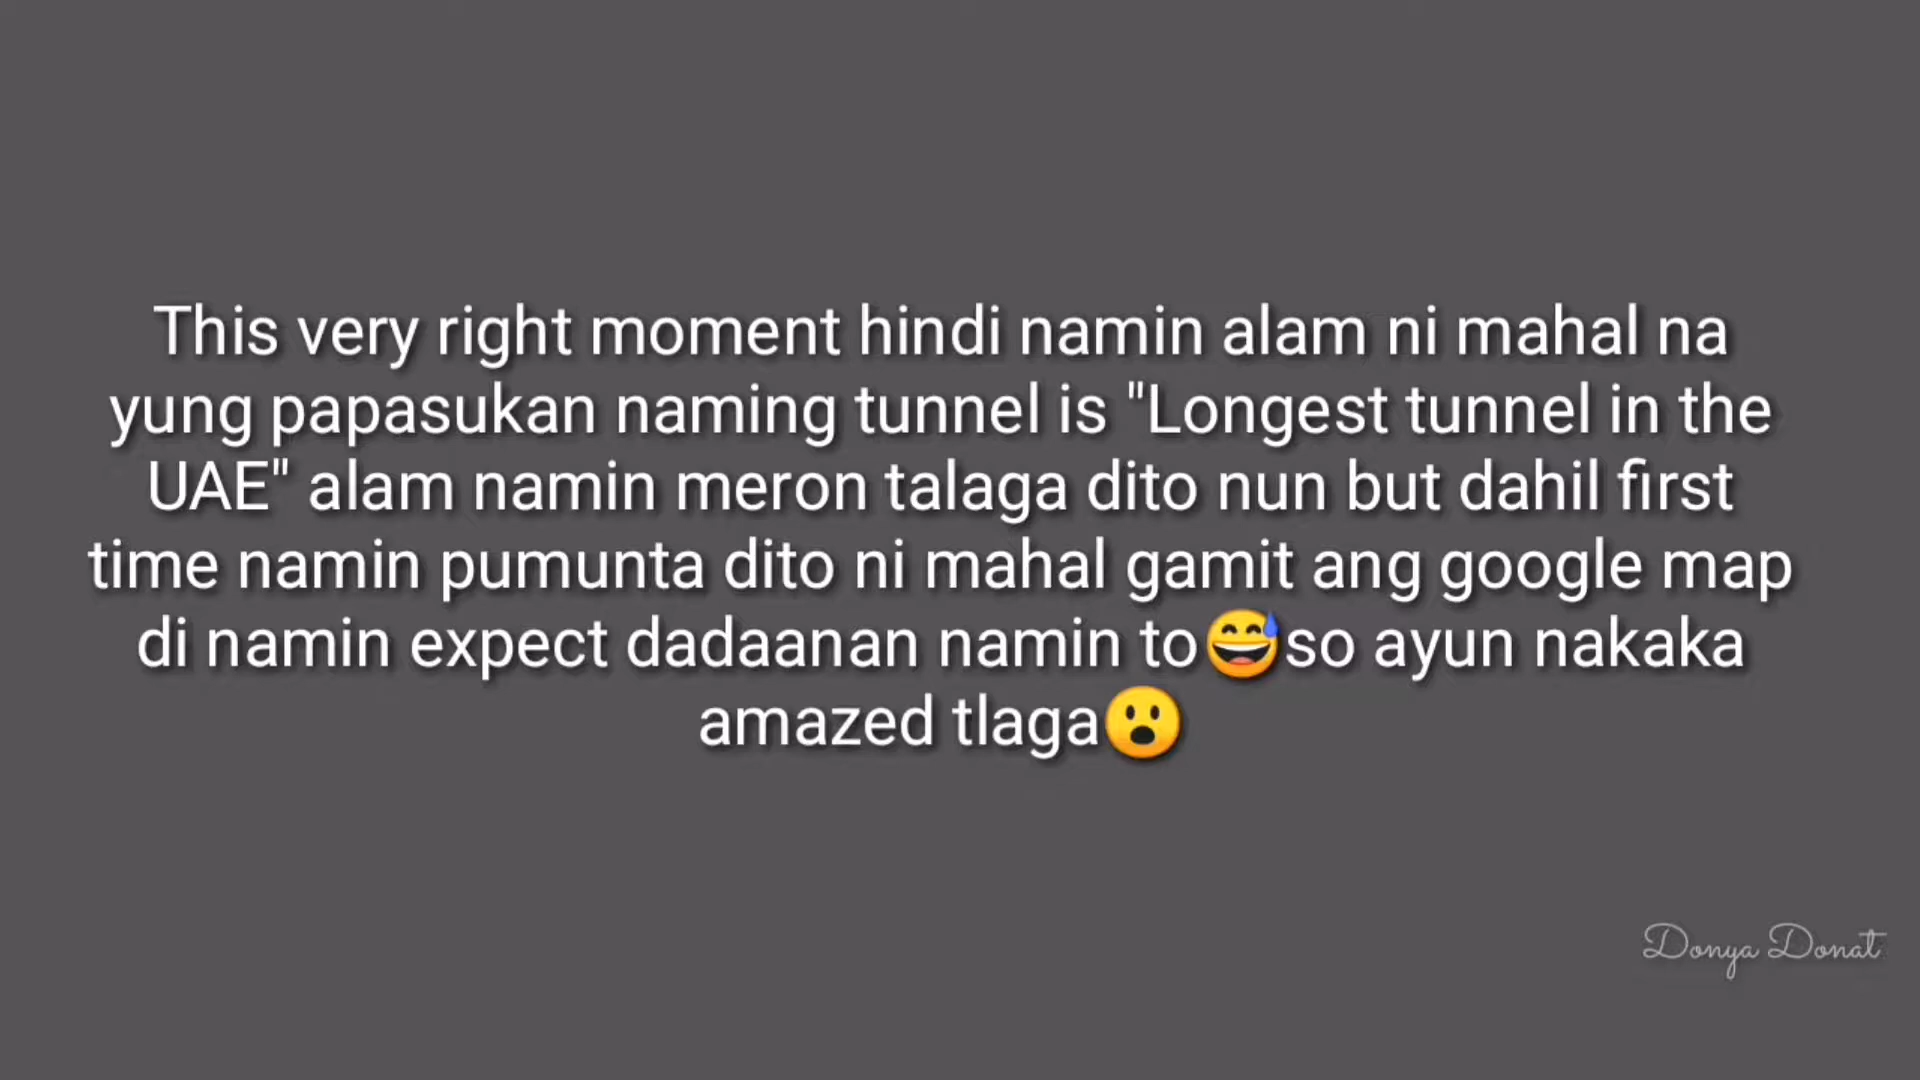 This very right moment hindi namin alam ni mahal na
yung papasukan naming tunnel is "Longest tunnel in the
UAE" alam namin meron talaga dito nun but dahil first
time namin pumunta dito ni mahal gamit ang google map
di namin expect dadaanan namin to😅so ayun nakaka
amazed tlaga😮
Donya Donat